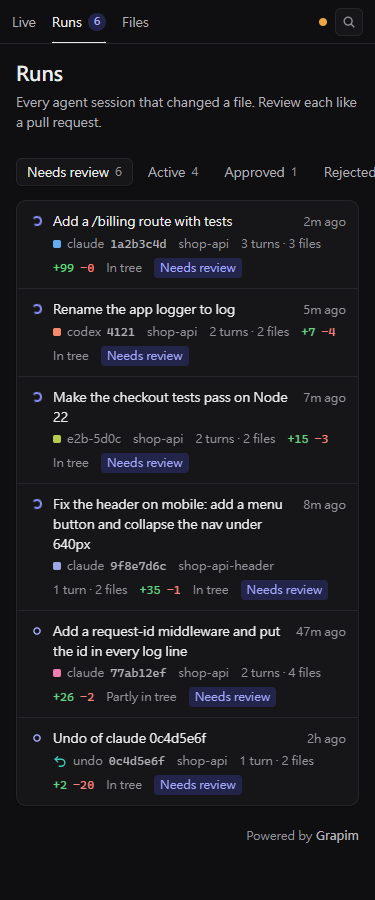 Live Runs 6 Files
Runs
Every agent session that changed a file. Review each like
a pull request.
Needs review 6 Active 4 Approved 1 Rejected
Add a /billing route with tests 2m ago
claude 1a2b3c4d shop-api 3 turns · 3 files
+99 −0 In tree Needs review
Rename the app logger to log 5m ago
codex 4121 shop-api 2 turns · 2 files +7 −4
In tree Needs review
Make the checkout tests pass on Node 7m ago
22
e2b-5d0c shop-api 2 turns · 2 files +15 −3
In tree Needs review
Fix the header on mobile: add a menu 8m ago
button and collapse the nav under
640px
claude 9f8e7d6c shop-api-header
1 turn · 2 files +35 −1 In tree Needs review
Add a request-id middleware and put 47m ago
the id in every log line
claude 77ab12ef shop-api 2 turns · 4 files
+26 −2 Partly in tree Needs review
Undo of claude 0c4d5e6f 2h ago
undo 0c4d5e6f shop-api 1 turn · 2 files
+2 −20 In tree Needs review
Powered by Grapim